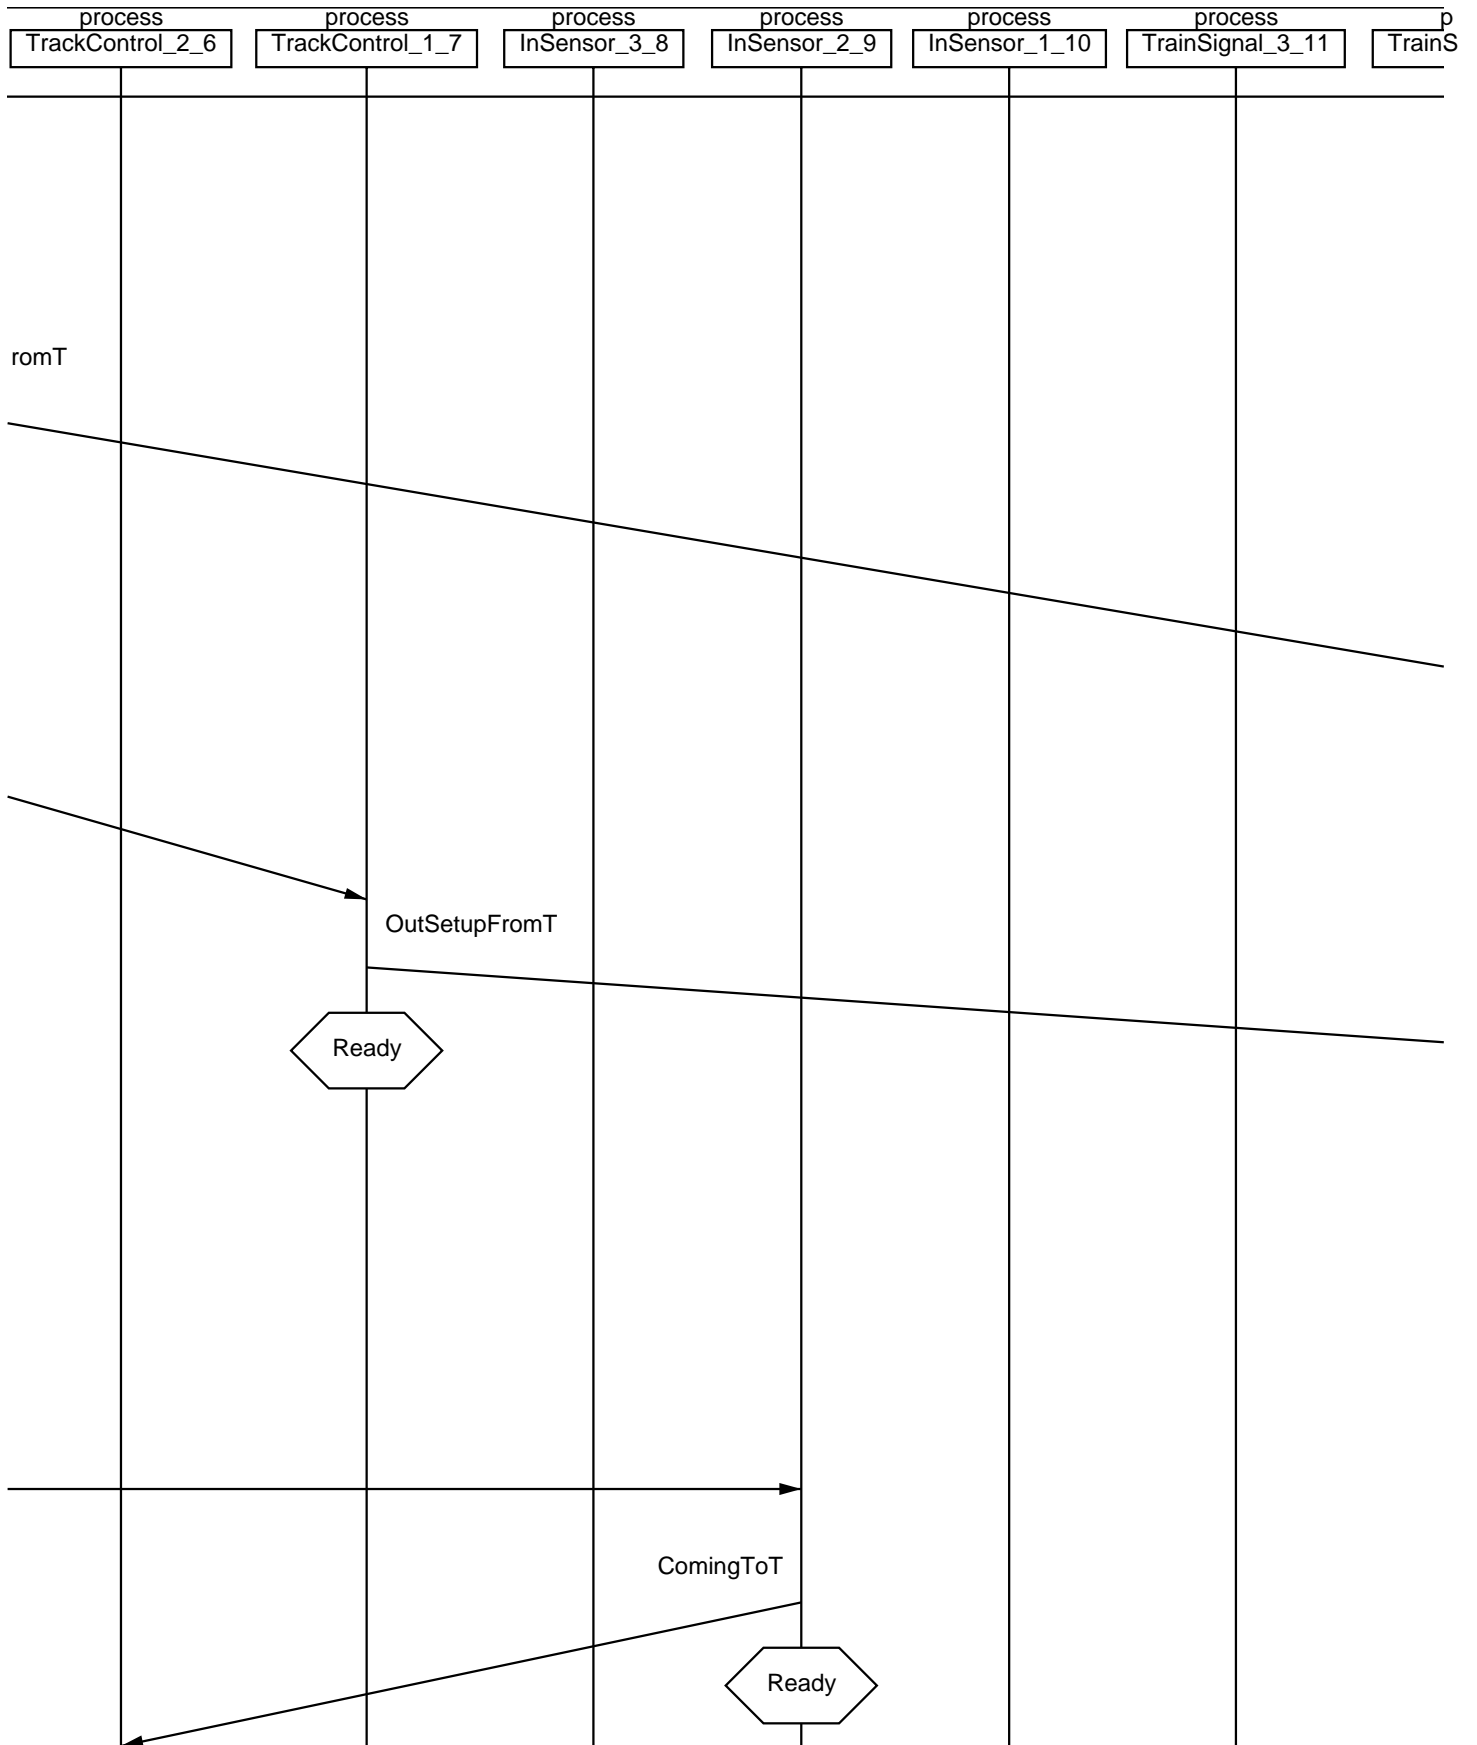 process process process process process process p
TrackControl_2_6 TrackControl_1_7 InSensor_3_8 InSensor_2_9 InSensor_1_10 TrainSignal_3_11 TrainS
romT
OutSetupFromT
Ready
ComingToT
Ready